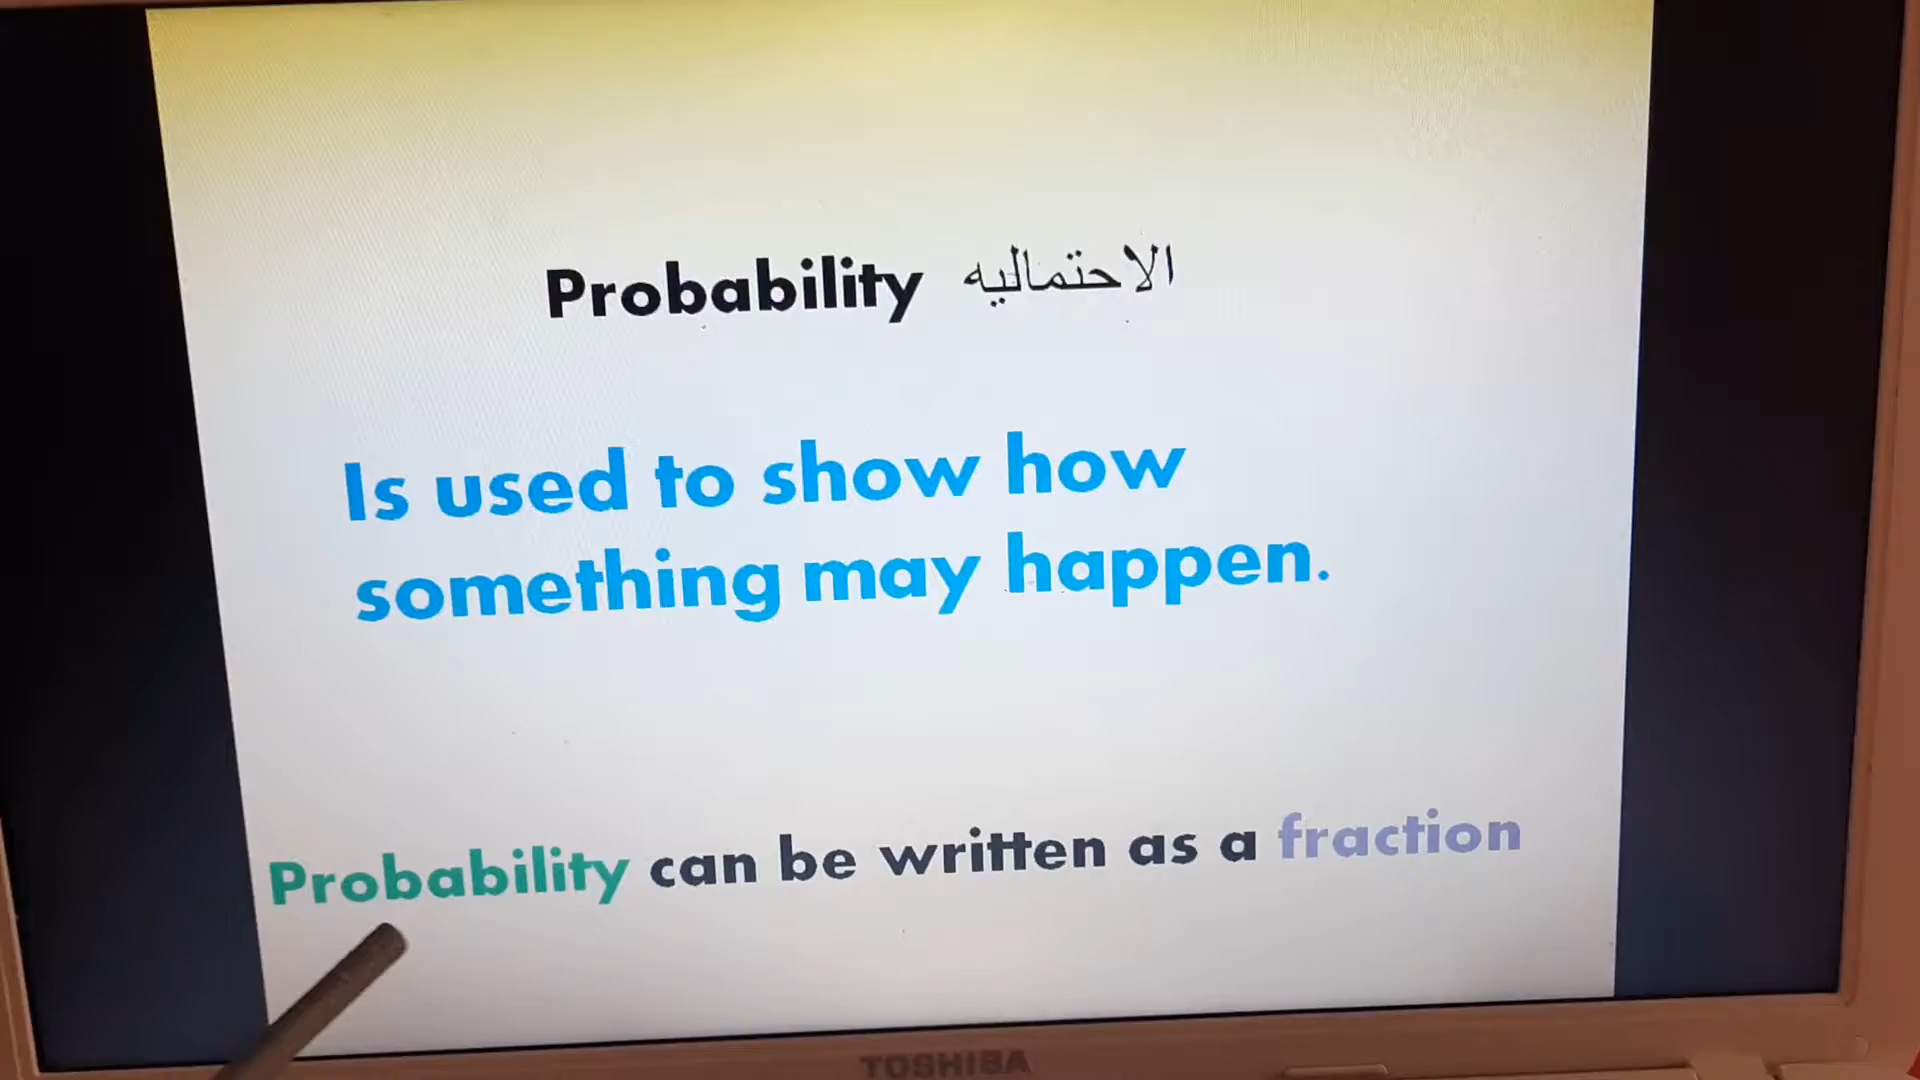 Probability الاحتماليه
Is used to show how
something may happen.
Probability can be written as a fraction
TOSHIBA